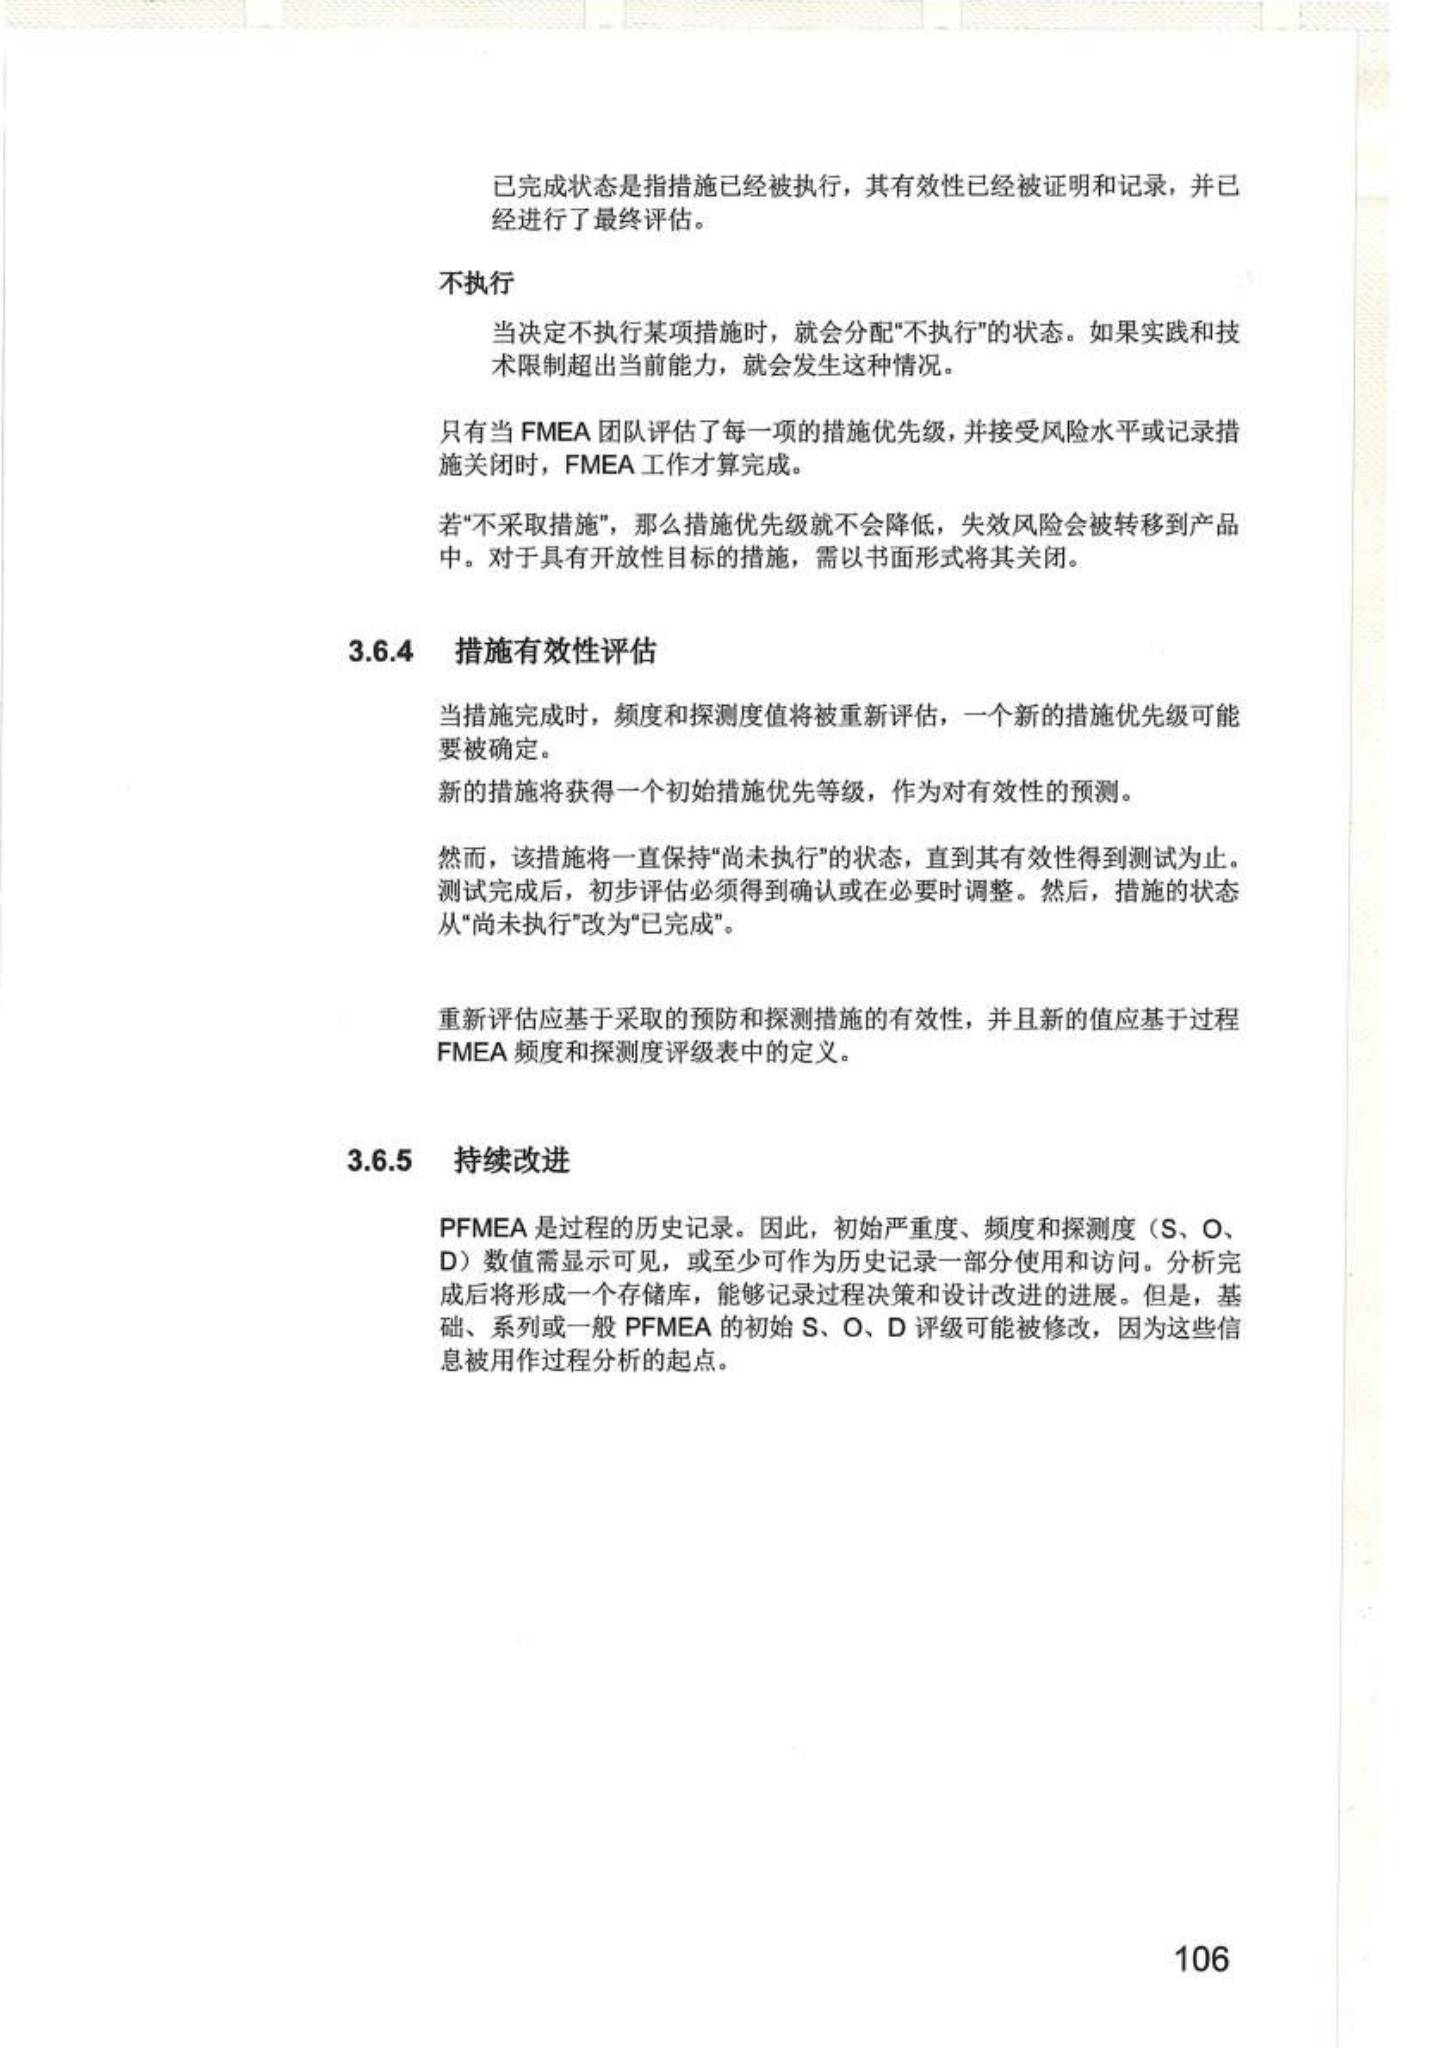 已完成状态是指措施已经被执行，其有效性已经被证明和记录，并已
经进行了最终评估。
不执行
当决定不执行某项措施时，就会分配“不执行”的状态。如果实践和技
术限制超出当前能力，就会发生这种情况。
只有当 FMEA 团队评估了每一项的措施优先级，并接受风险水平或记录措
施关闭时，FMEA 工作才算完成。
若“不采取措施”，那么措施优先级就不会降低，失效风险会被转移到产品
中。对于具有开放性目标的措施，需以书面形式将其关闭。
3.6.4 措施有效性评估
当措施完成时，频度和探测度值将被重新评估，一个新的措施优先级可能
要被确定。
新的措施将获得一个初始措施优先等级，作为对有效性的预测。
然而，该措施将一直保持“尚未执行”的状态，直到其有效性得到测试为止。
测试完成后，初步评估必须得到确认或在必要时调整。然后，措施的状态
从“尚未执行”改为“已完成”。
重新评估应基于采取的预防和探测措施的有效性，并且新的值应基于过程
FMEA 频度和探测度评级表中的定义。
3.6.5 持续改进
PFMEA 是过程的历史记录。因此，初始严重度、频度和探测度（S、O、
D）数值需显示可见，或至少可作为历史记录一部分使用和访问。分析完
成后将形成一个存储库，能够记录过程决策和设计改进的进展。但是，基
础、系列或一般 PFMEA 的初始 S、O、D 评级可能被修改，因为这些信
息被用作过程分析的起点。
106